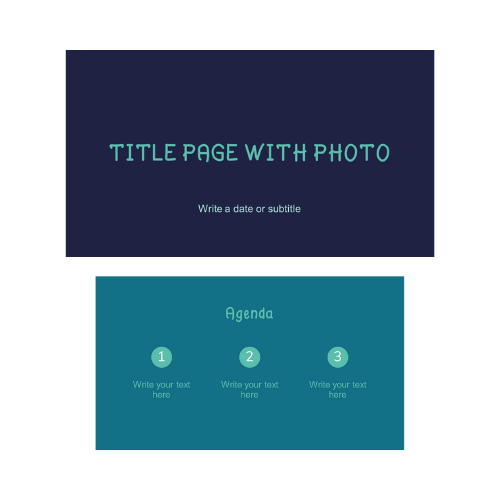 TITLE PAGE WITH PHOTO
Write a date or subtitle
Agenda
1 2 3
Write your text Write your text Write your text
here here here